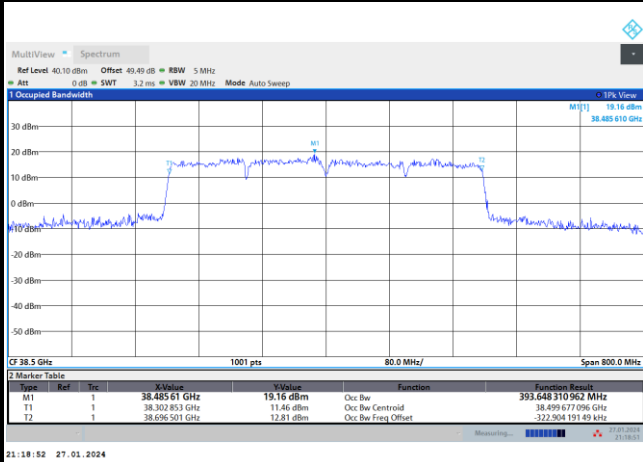 MultiView Spectrum
Ref Level 40.10 dBm Offset 49.49 dB RBW 5 MHz
Att 0 dB SWT 3.2 ms VBW 20 MHz Mode Auto Sweep
1 Occupied Bandwidth 1Pk View
M1[1] 19.16 dBm
38.485 610 GHz
30 dBm
M1
20 dBm
T1 T2
10 dBm
0 dBm
-10 dBm
-20 dBm
-30 dBm
-40 dBm
-50 dBm
CF 38.5 GHz 1001 pts 80.0 MHz/ Span 800.0 MHz
2 Marker Table
Type Ref Trc X-Value Y-Value Function Function Result
M1 1 38.485 61 GHz 19.16 dBm Occ Bw 393.648 310 962 MHz
T1 1 38.302 853 GHz 11.46 dBm Occ Bw Centroid 38.499 677 096 GHz
T2 1 38.696 501 GHz 12.81 dBm Occ Bw Freq Offset -322.904 191 49 kHz
Measuring... 27.01.2024
21:18:51
21:18:52 27.01.2024